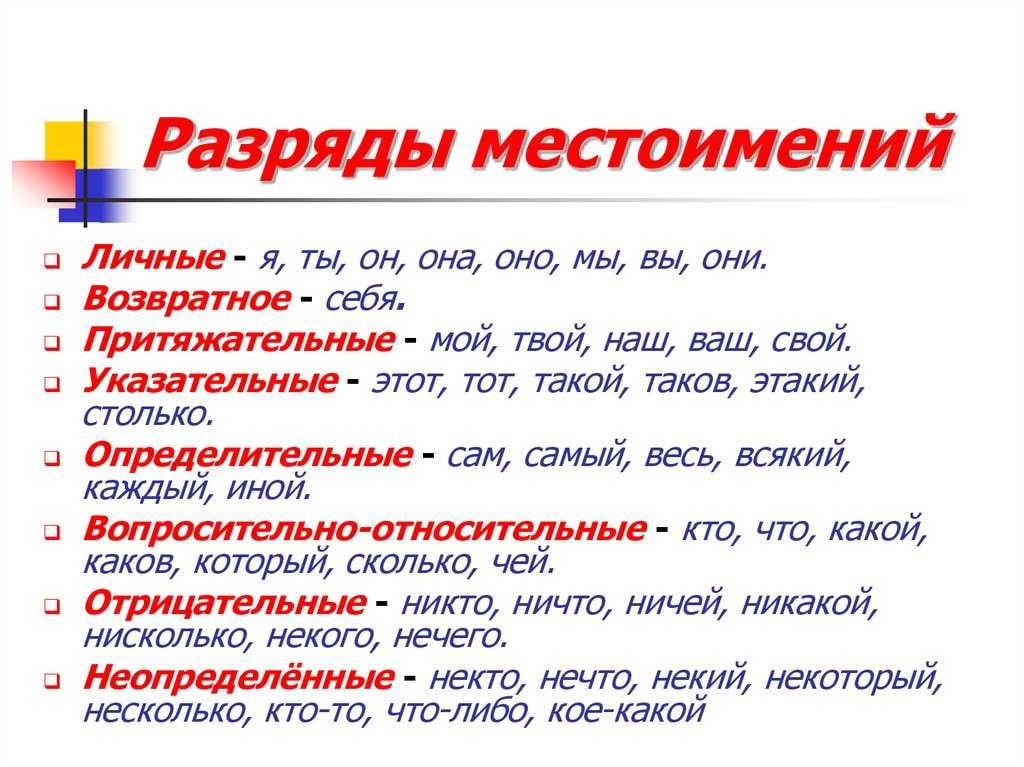 Разряды местоимений
Личные - я, ты, он, она, оно, мы, вы, они.
Возвратное - себя.
Притяжательные - мой, твой, наш, ваш, свой.
Указательные - этот, тот, такой, таков, этакий,
столько.
Определительные - сам, самый, весь, всякий,
каждый, иной.
Вопросительно-относительные - кто, что, какой,
каков, который, сколько, чей.
Отрицательные - никто, ничто, ничей, никакой,
нисколько, некого, нечего.
Неопределённые - некто, нечто, некий, некоторый,
несколько, кто-то, что-либо, кое-какой